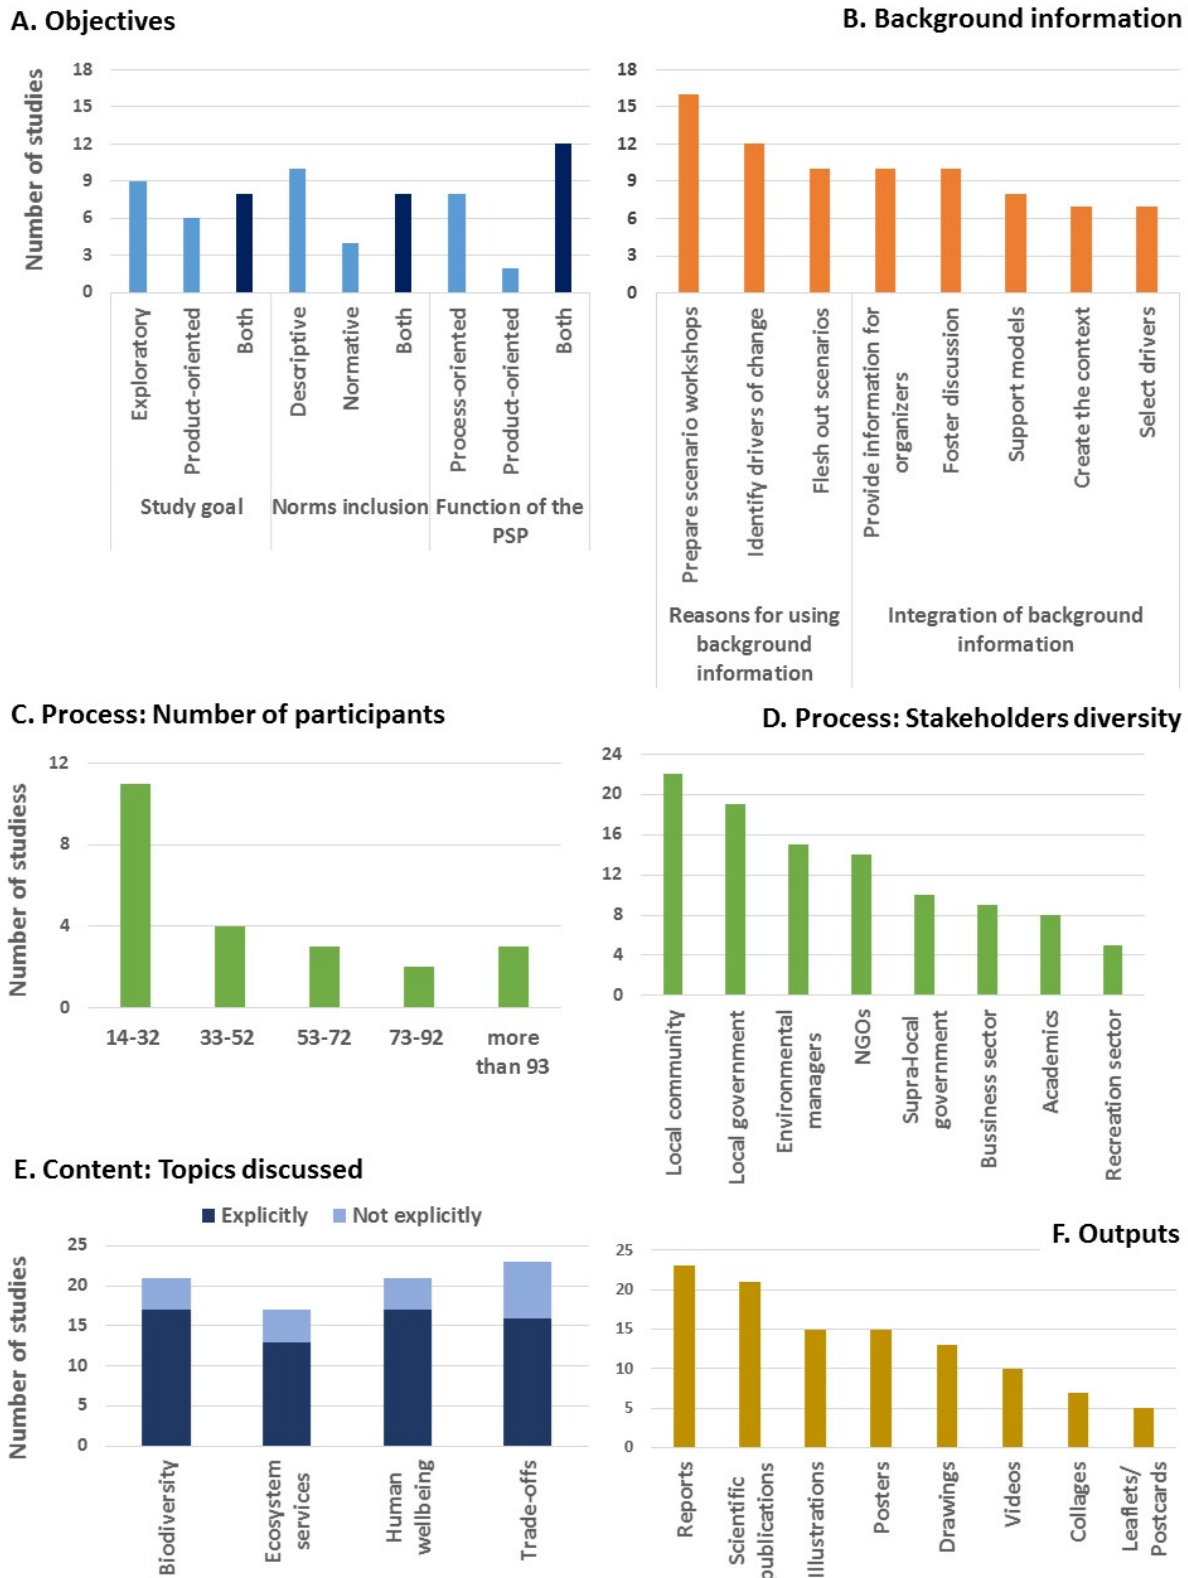 A. Objectives
Number of studies
18
15
12
9
6
3
0
Exploratory
Product-oriented
Both
Descriptive
Normative
Both
Process-oriented
Product-oriented
Both
Study goal
Norms inclusion
Function of the
PSP
B. Background information
18
15
12
9
6
3
0
Prepare scenario workshops
Identify drivers of change
Flesh out scenarios
Provide information for
organizers
Foster discussion
Support models
Create the context
Select drivers
Reasons for using
background
information
Integration of background
information
C. Process: Number of participants
Number of studiess
12
8
4
0
14-32
33-52
53-72
73-92
more
than 93
D. Process: Stakeholders diversity
24
20
16
12
8
4
0
Local community
Local government
Environmental
managers
NGOs
Supra-local
government
Bussiness sector
Academics
Recreation sector
E. Content: Topics discussed
Explicitly
Not explicitly
Number of studies
25
20
15
10
5
0
Biodiversity
Ecosystem
services
Human
wellbeing
Trade-offs
F. Outputs
25
20
15
10
5
0
Reports
Scientific
publications
Illustrations
Posters
Drawings
Videos
Collages
Leaflets/
Postcards